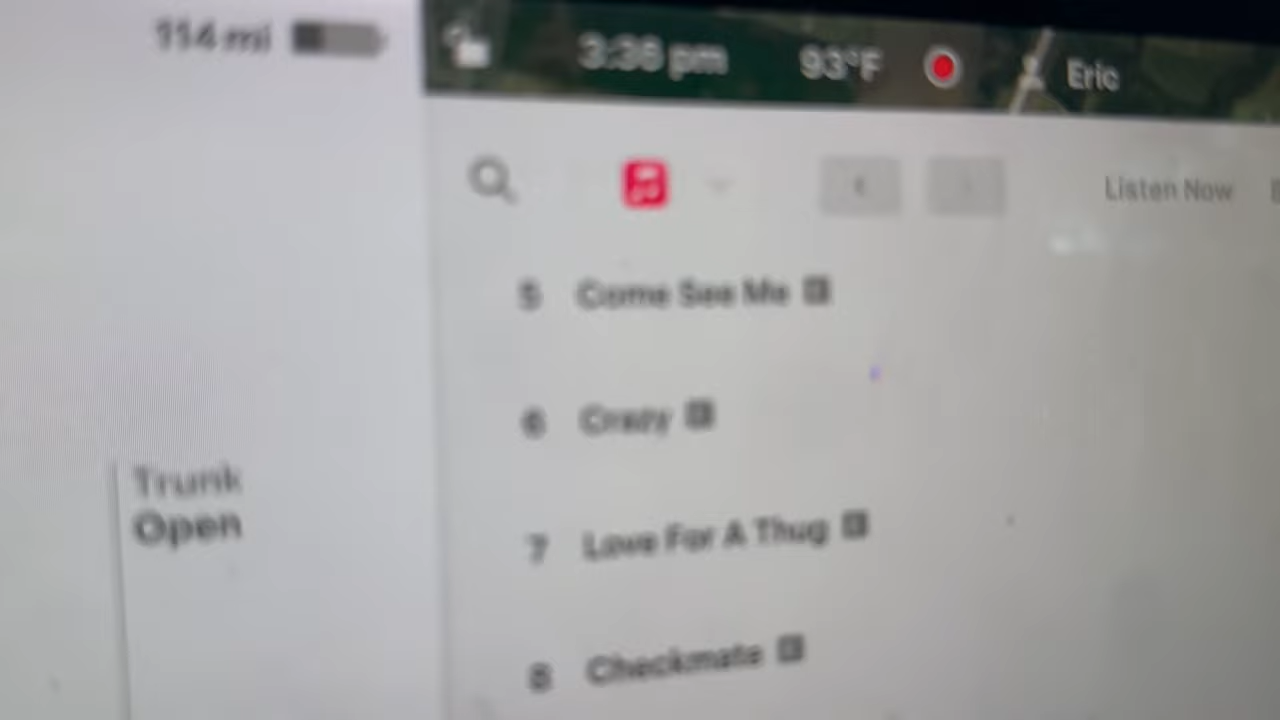 114 mi
3:38 pm 93°F Eric
Listen Now
5 Come See Me E
6 Crazy E
7 Love For A Thug E
8 Checkmate E
Trunk
Open